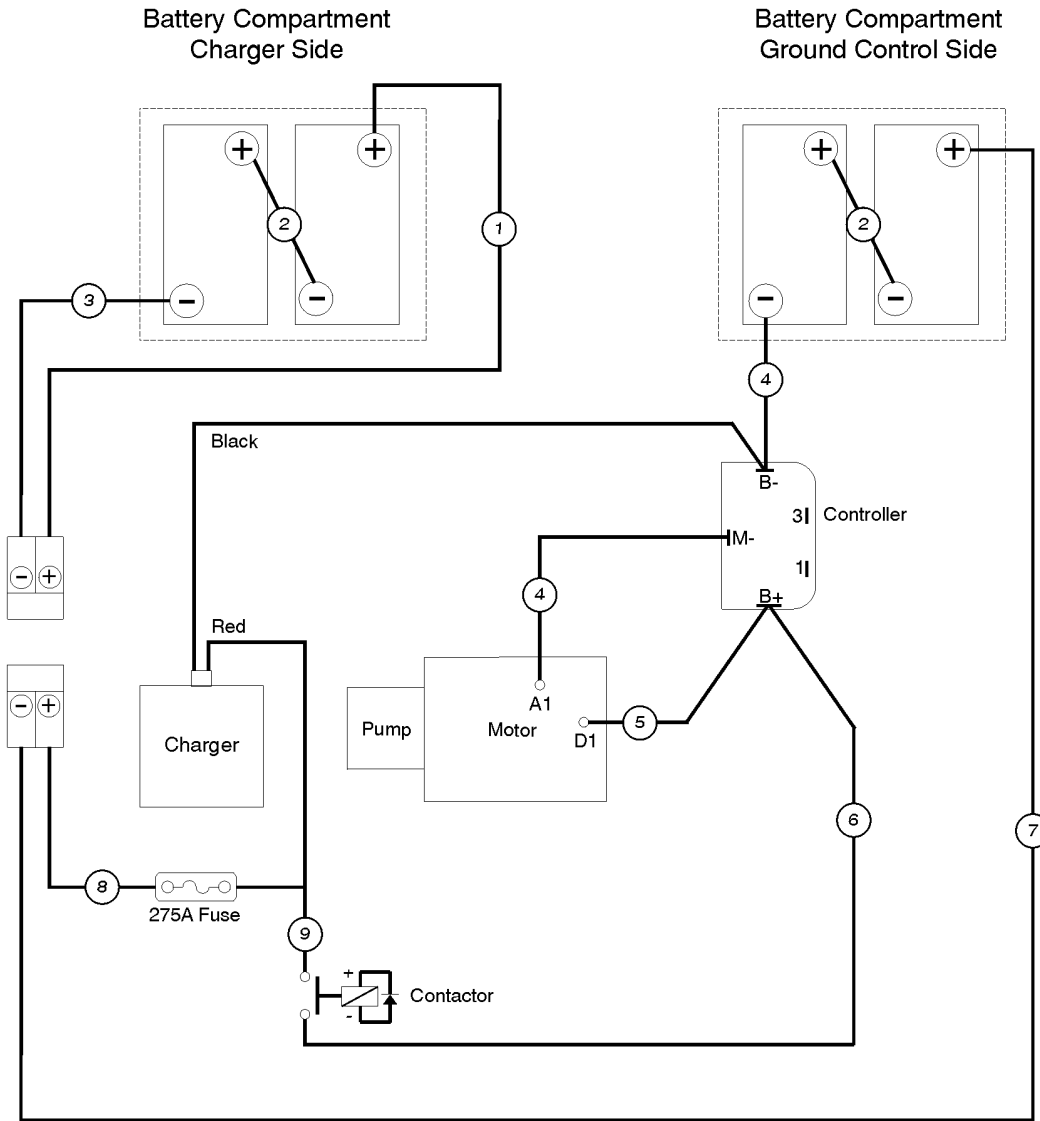 Battery Compartment
Charger Side
Battery Compartment
Ground Control Side
+
+
+
+
2
2
1
3
-
-
-
-
4
Black
B-
3
Controller
M-
1
4
B+
- +
Red
- +
A1
Pump
Motor
5
D1
Charger
6
7
8
275A Fuse
9
+
Contactor
-